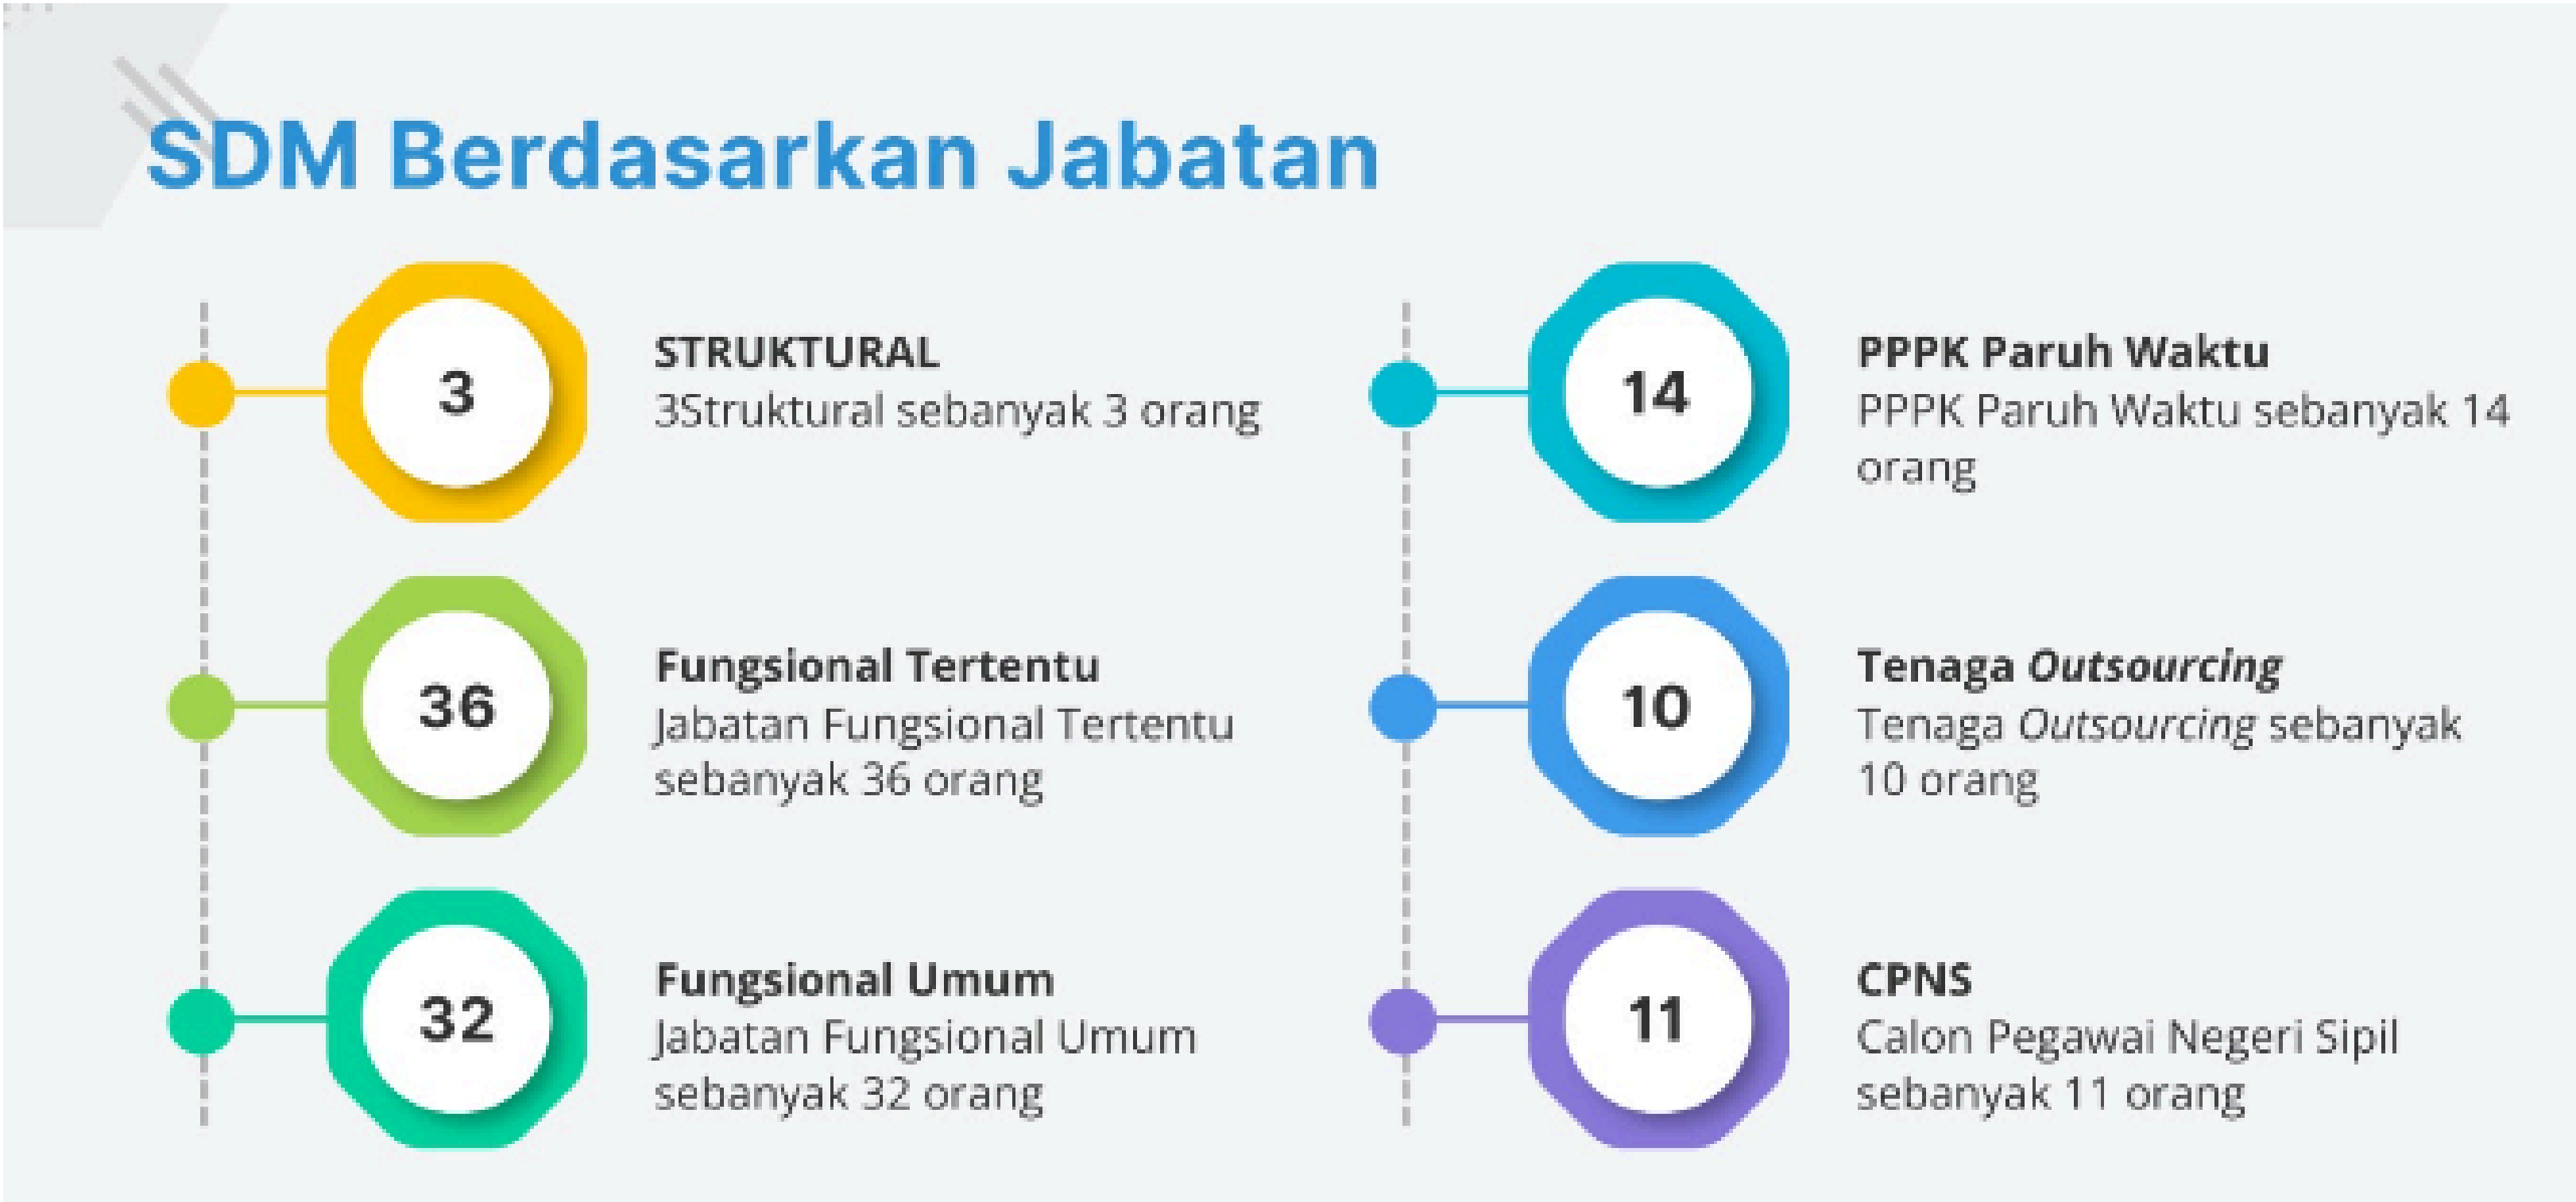 SDM Berdasarkan Jabatan
3
STRUKTURAL
3Struktural sebanyak 3 orang
36
Fungsional Tertentu
Jabatan Fungsional Tertentu
sebanyak 36 orang
32
Fungsional Umum
Jabatan Fungsional Umum
sebanyak 32 orang
14
PPPK Paruh Waktu
PPPK Paruh Waktu sebanyak 14
orang
10
Tenaga Outsourcing
Tenaga Outsourcing sebanyak
10 orang
11
CPNS
Calon Pegawai Negeri Sipil
sebanyak 11 orang